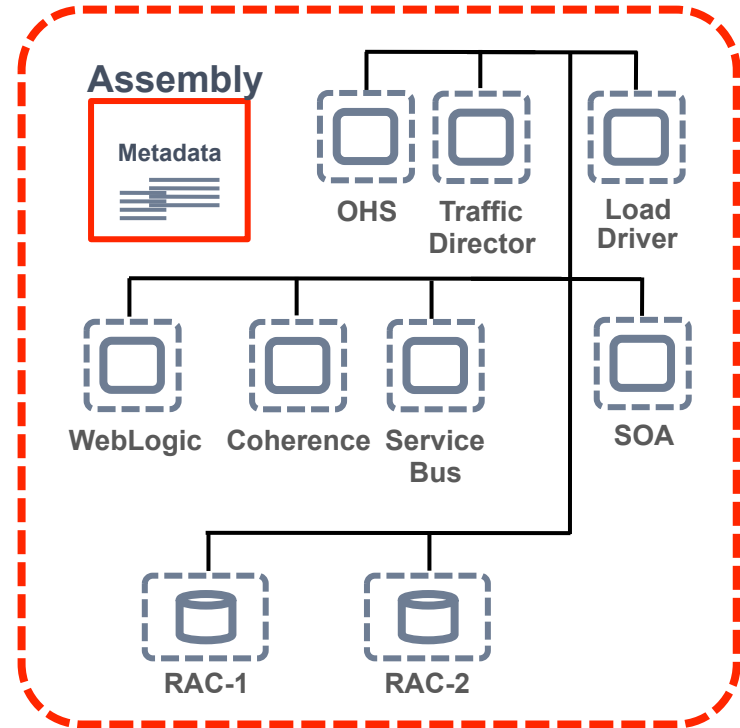 Assembly
Metadata
OHS
Traffic
Director
Load
Driver
WebLogic
Coherence
Service
Bus
SOA
RAC-1
RAC-2